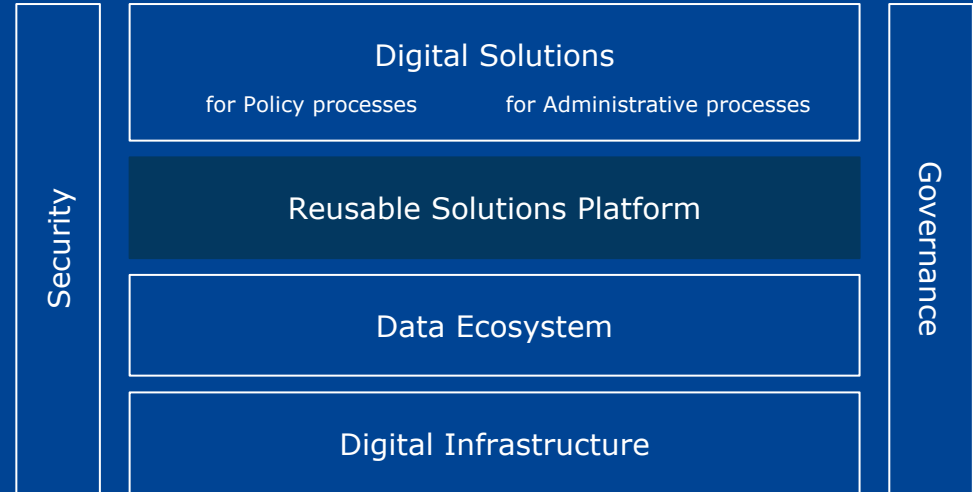 Security
Digital Solutions
for Policy processes for Administrative processes
Reusable Solutions Platform
Data Ecosystem
Digital Infrastructure
Governance